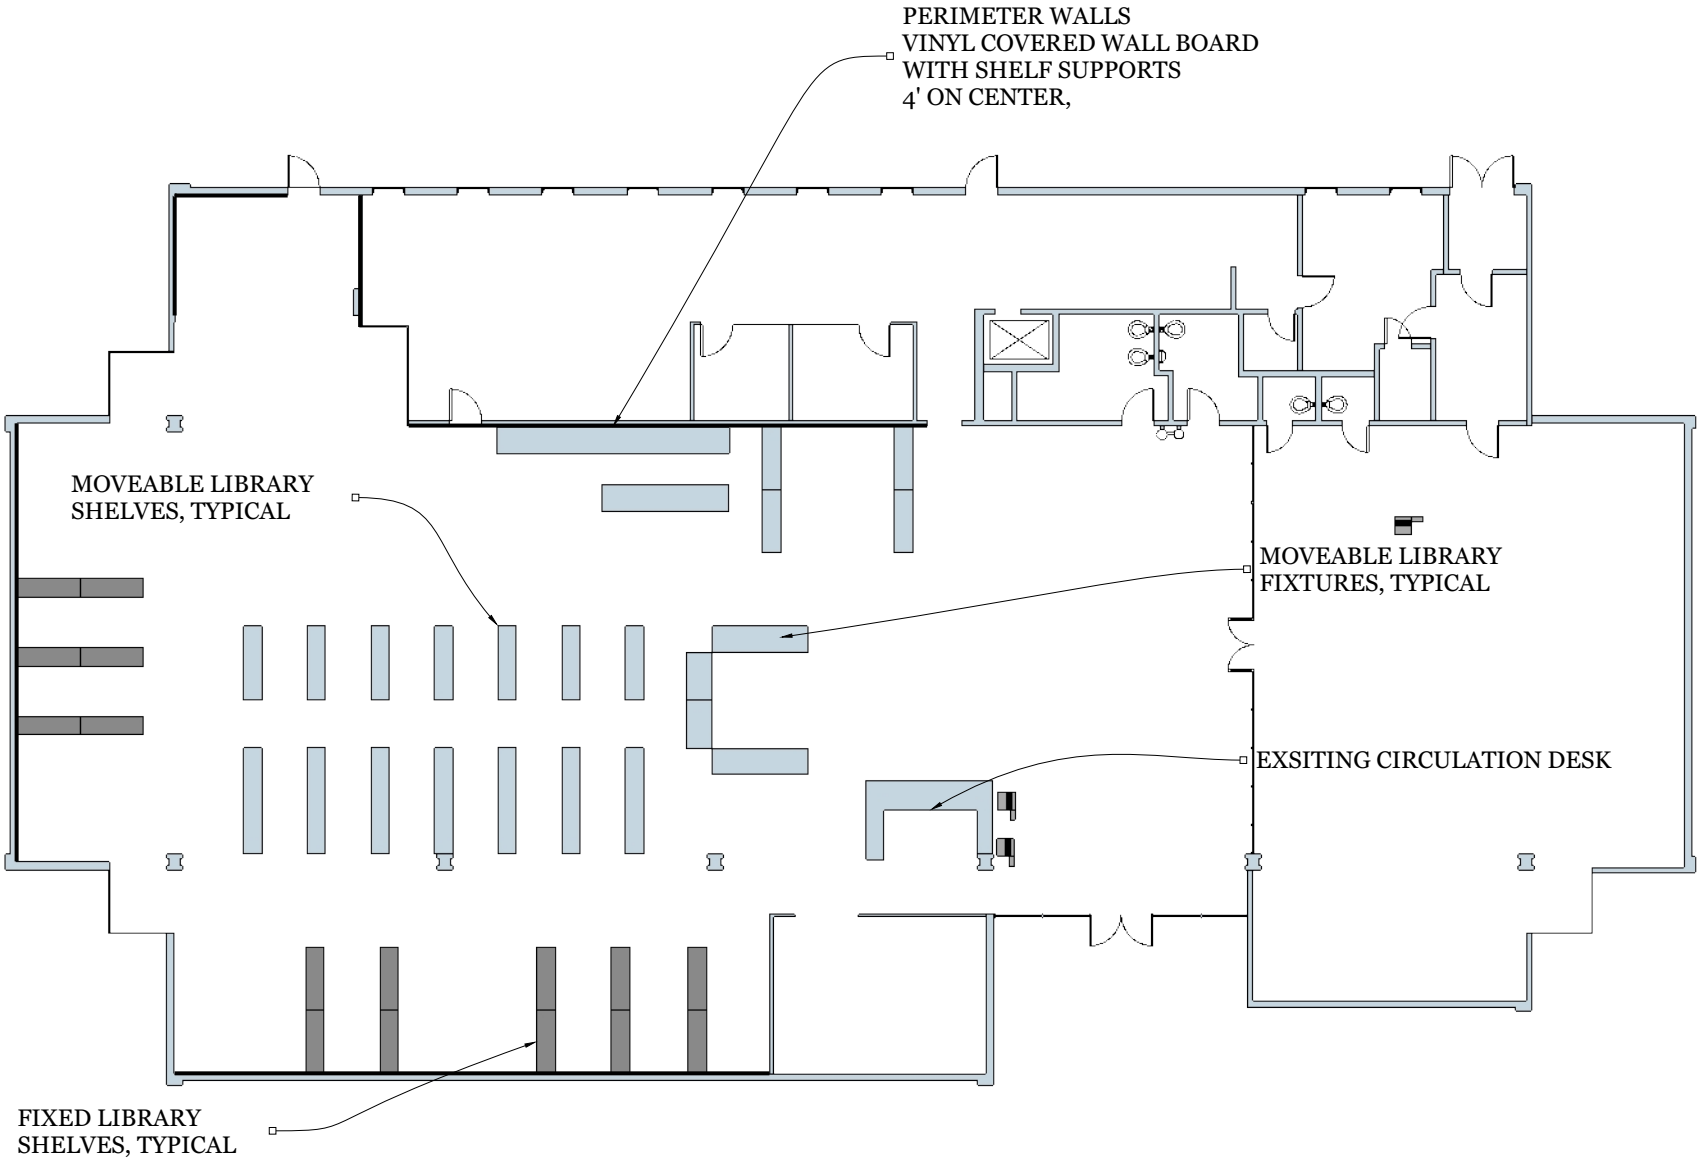 PERIMETER WALLS
VINYL COVERED WALL BOARD
WITH SHELF SUPPORTS
4' ON CENTER,
MOVEABLE LIBRARY
SHELVES, TYPICAL
MOVEABLE LIBRARY
FIXTURES, TYPICAL
EXSITING CIRCULATION DESK
FIXED LIBRARY
SHELVES, TYPICAL